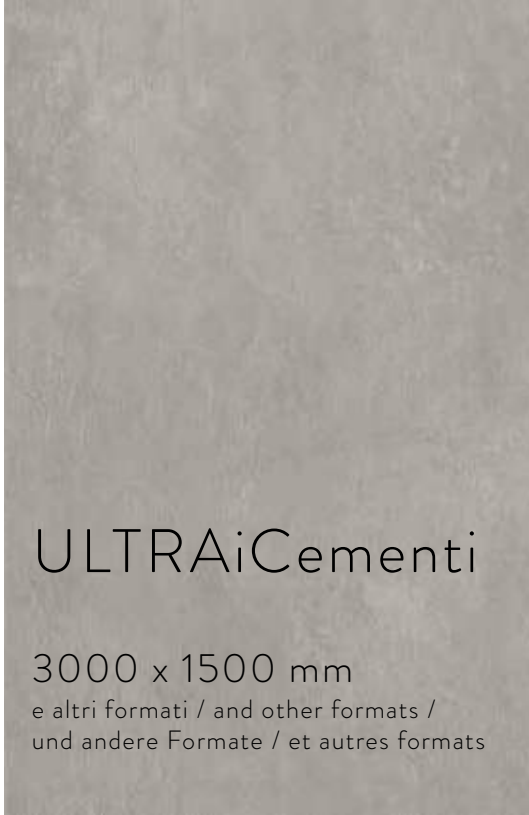 ULTRAiCementi
3000 x 1500 mm
e altri formati / and other formats /
und andere Formate / et autres formats